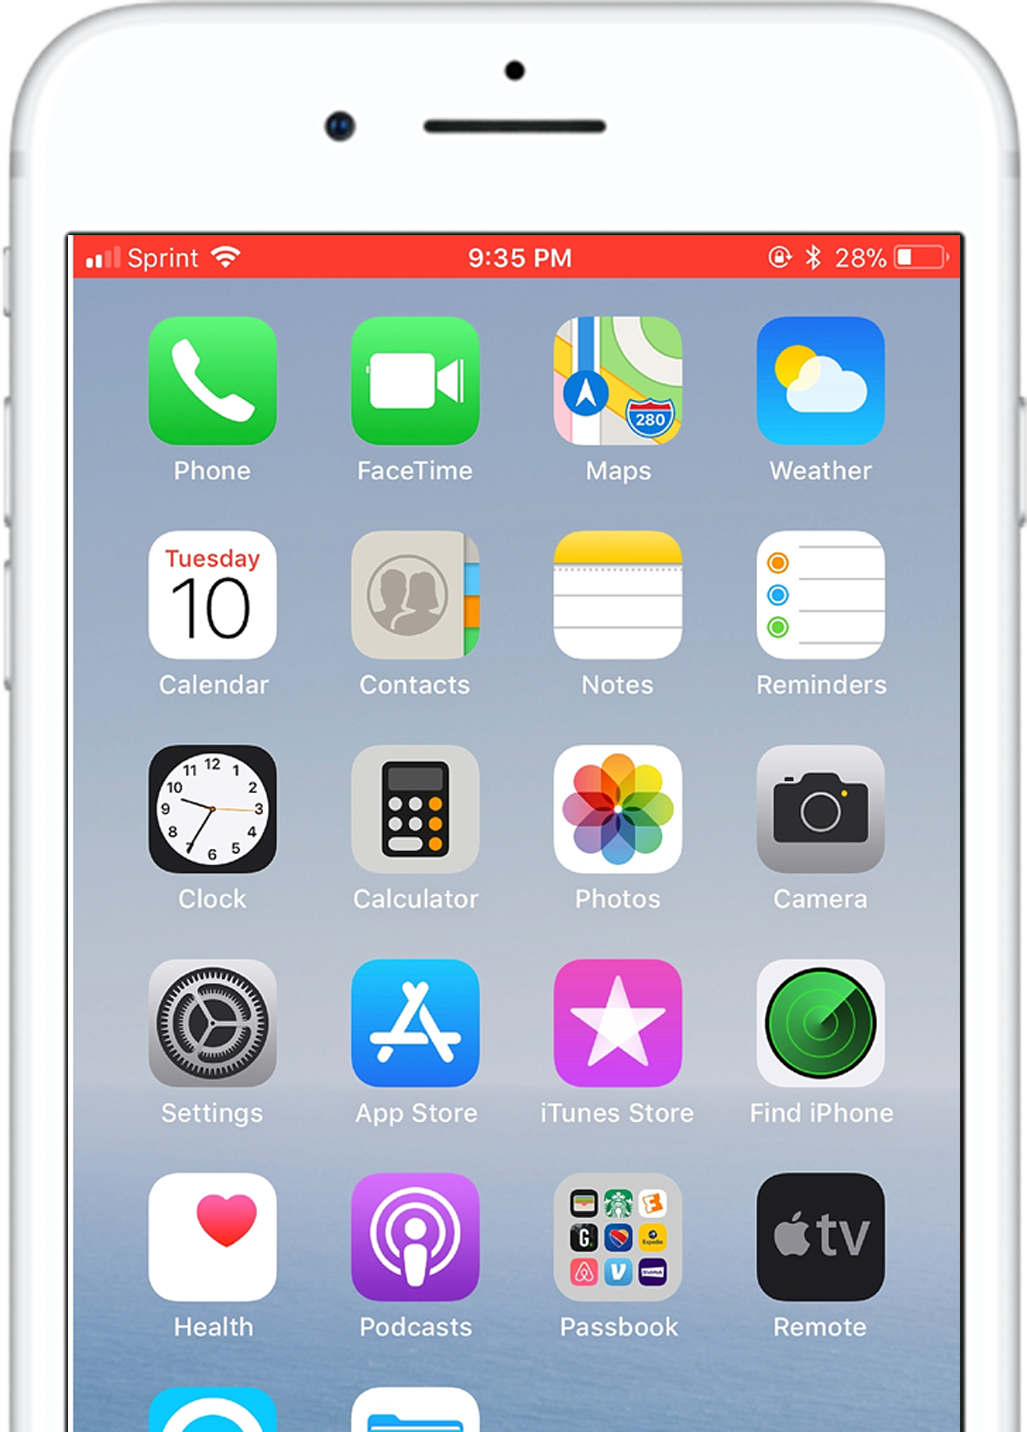 Sprint 9:35 PM 28%
280
Phone FaceTime Maps Weather
Tuesday
10
Calendar Contacts Notes Reminders
12
11 1
10 2
9 3
8 4
7 5
6
Clock Calculator Photos Camera
Settings App Store iTunes Store Find iPhone
G Expedia
tv
Health Podcasts Passbook Remote